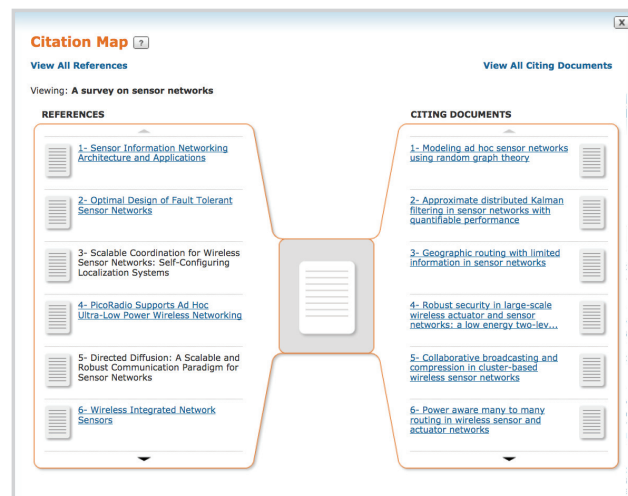 X
Citation Map ?
View All References
View All Citing Documents
Viewing: A survey on sensor networks
REFERENCES
1- Sensor Information Networking
Architecture and Applications
2- Optimal Design of Fault Tolerant
Sensor Networks
3- Scalable Coordination for Wireless
Sensor Networks: Self-Configuring
Localization Systems
4- PicoRadio Supports Ad Hoc
Ultra-Low Power Wireless Networking
5- Directed Diffusion: A Scalable and
Robust Communication Paradigm for
Sensor Networks
6- Wireless Integrated Network
Sensors
CITING DOCUMENTS
1- Modeling ad hoc sensor networks
using random graph theory
2- Approximate distributed Kalman
filtering in sensor networks with
quantifiable performance
3- Geographic routing with limited
information in sensor networks
4- Robust security in large-scale
wireless actuator and sensor
networks: a low energy two-lev...
5- Collaborative broadcasting and
compression in cluster-based
wireless sensor networks
6- Power aware many to many
routing in wireless sensor and
actuator networks